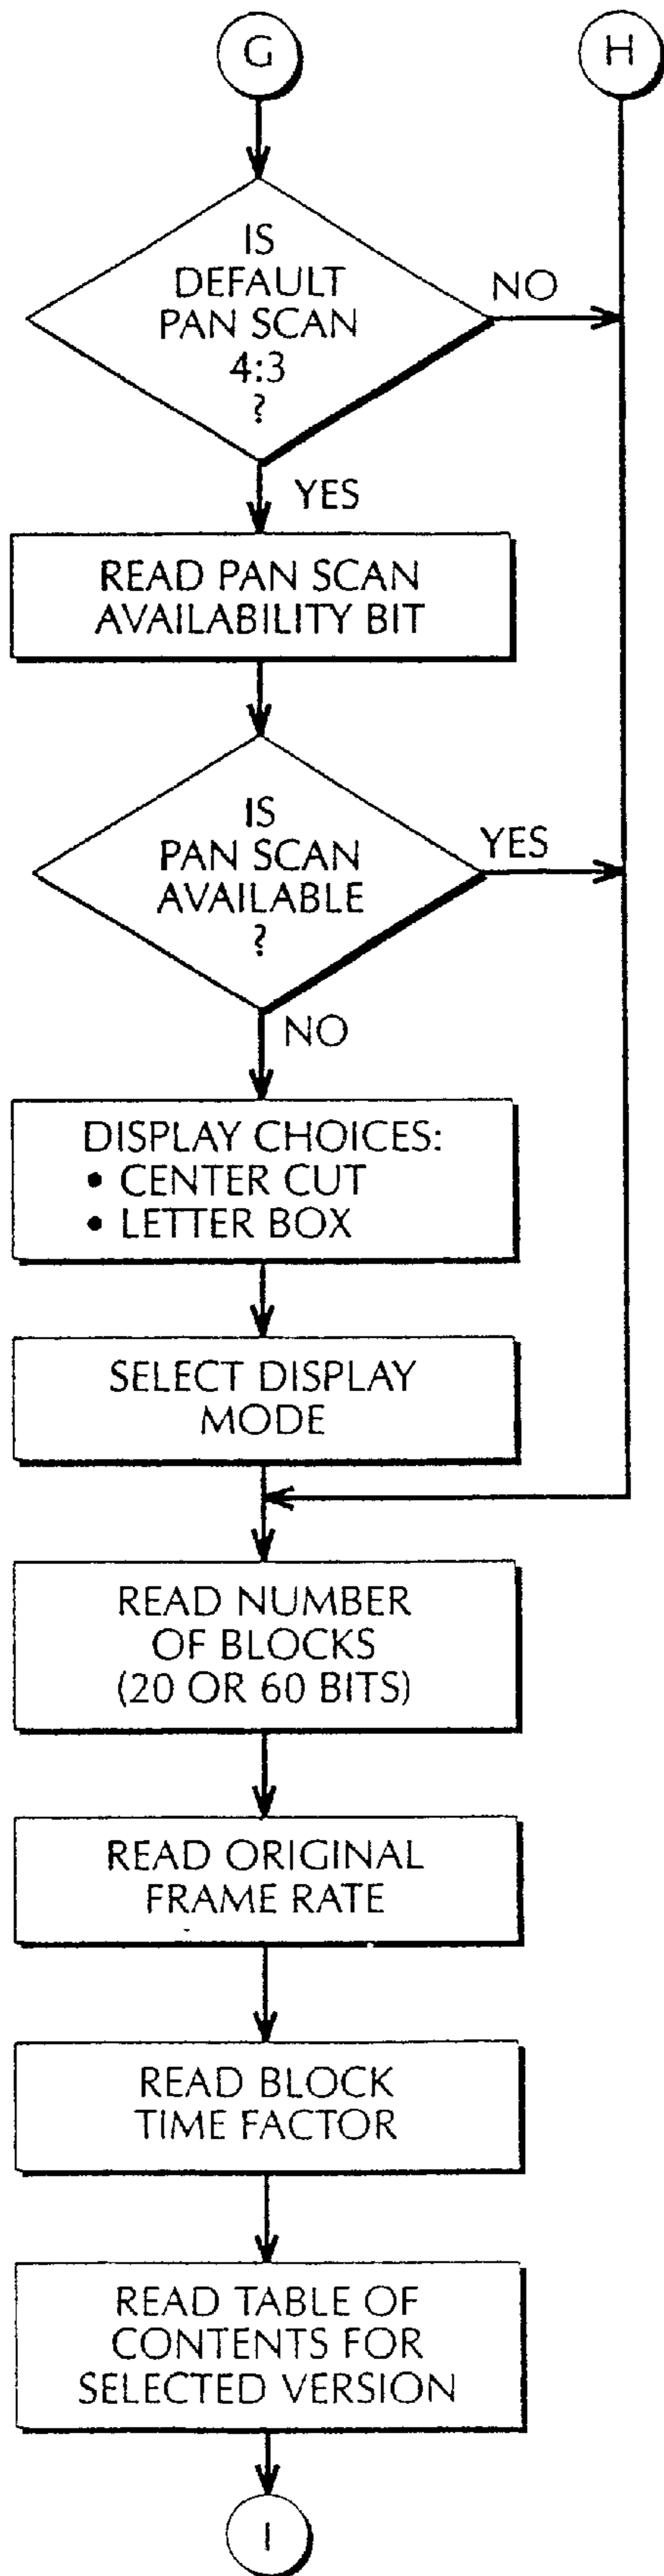 G
H
IS
DEFAULT
PAN SCAN
4:3
?
NO
YES
READ PAN SCAN
AVAILABILITY BIT
IS
PAN SCAN
AVAILABLE
?
YES
NO
DISPLAY CHOICES:
• CENTER CUT
• LETTER BOX
SELECT DISPLAY
MODE
READ NUMBER
OF BLOCKS
(20 OR 60 BITS)
READ ORIGINAL
FRAME RATE
READ BLOCK
TIME FACTOR
READ TABLE OF
CONTENTS FOR
SELECTED VERSION
I